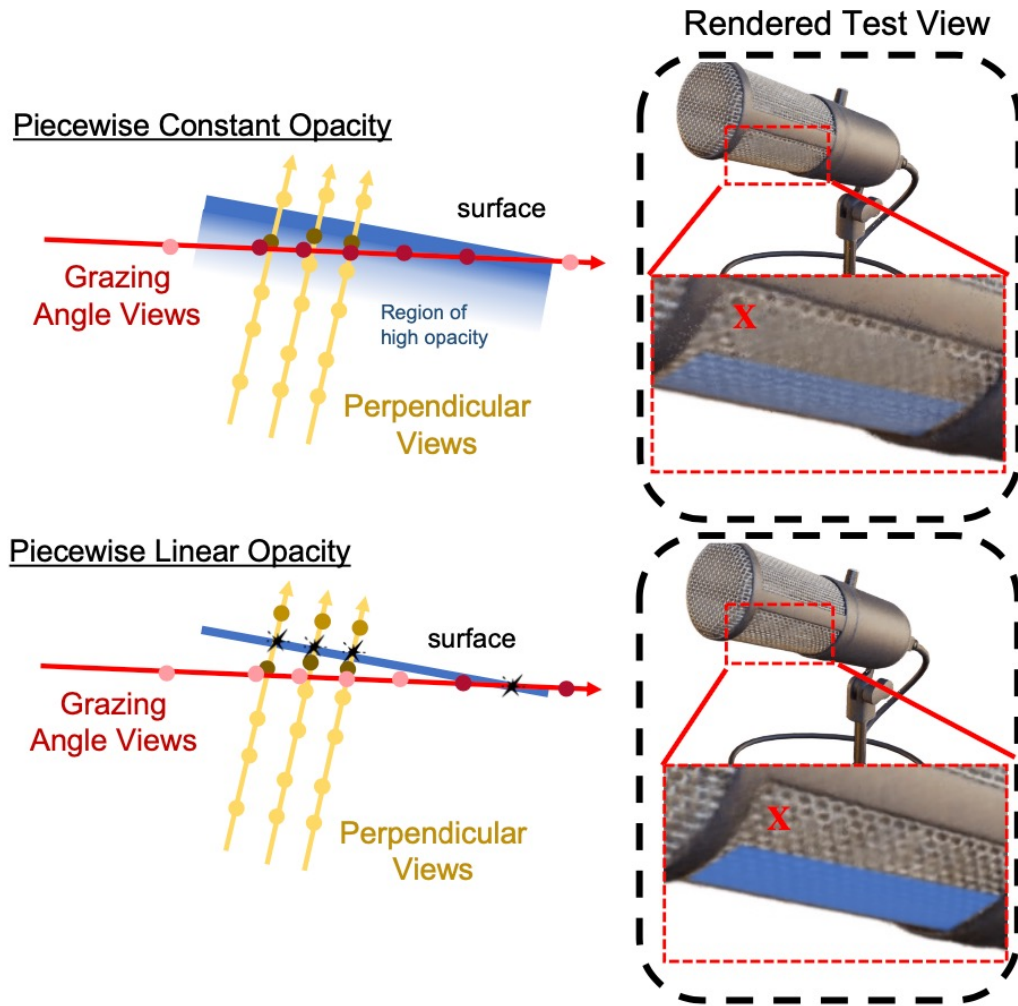 Rendered Test View
Piecewise Constant Opacity
surface
Grazing
Angle Views
Region of
high opacity
Perpendicular
Views
X
Piecewise Linear Opacity
surface
Grazing
Angle Views
Perpendicular
Views
X